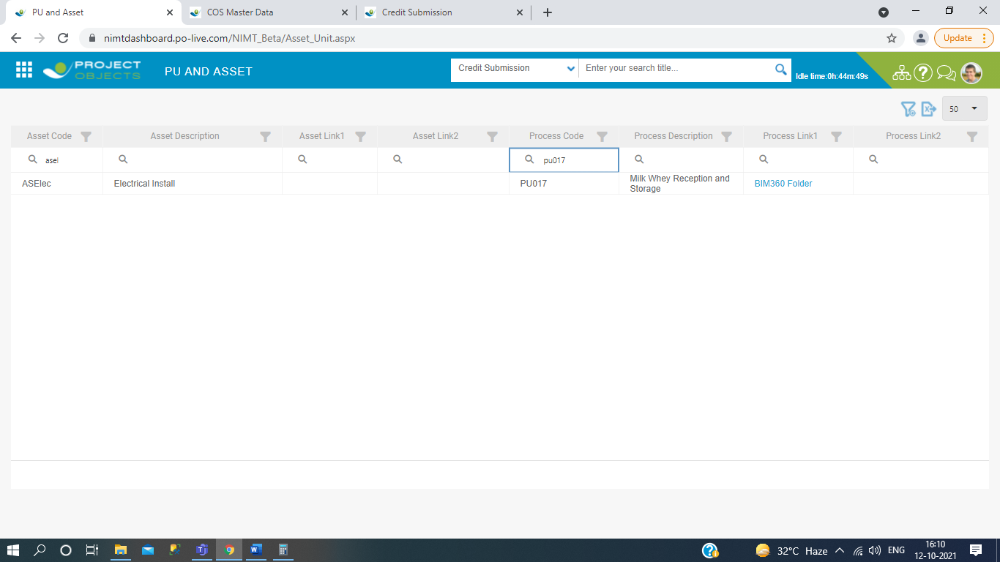 PU and Asset
COS Master Data
Credit Submission
nimtdashboard.po-live.com/NIMT_Beta/Asset_Unit.aspx
Update
PROJECT
OBJECTS
PU AND ASSET
Credit Submission
Enter your search title...
Idle time:0h:44m:49s
50
Asset Code Asset Description Asset Link1 Asset Link2 Process Code Process Description Process Link1 Process Link2
asel pu017
ASElec Electrical Install PU017 Milk Whey Reception and
Storage
BIM360 Folder
32°C Haze ENG
16:10
12-10-2021